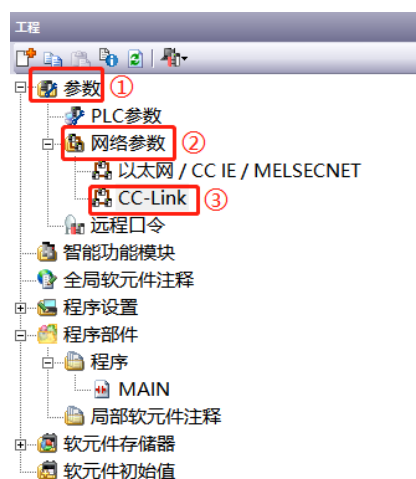 工程
参数 ①
PLC参数
网络参数 ②
以太网 / CC IE / MELSECNET
CC-Link ③
远程口令
智能功能模块
全局软元件注释
程序设置
程序部件
程序
MAIN
局部软元件注释
软元件存储器
软元件初始值